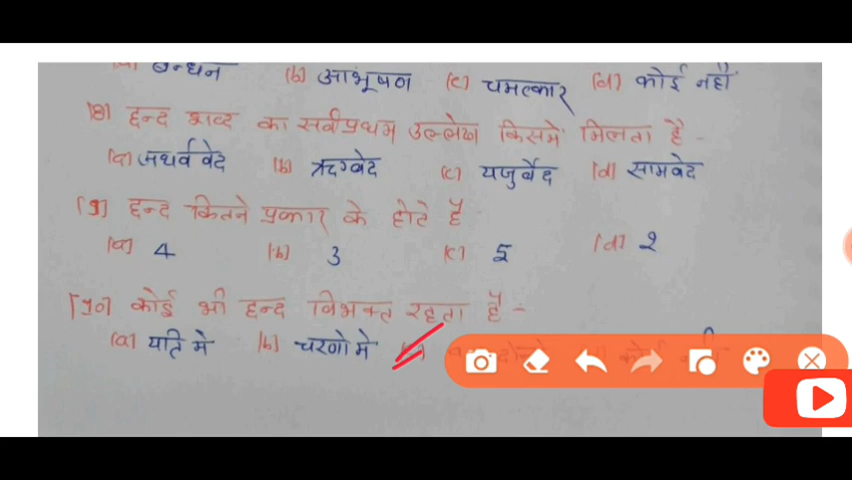 बन्धन (b) आभूषण (c) चमत्कार (d) कोई नहीं
(8) छन्द शब्द का सर्वप्रथम उल्लेख किसमें मिलता है -
(a) अथर्ववेद (b) ऋग्वेद (c) यजुर्वेद (d) सामवेद
(9) छन्द कितने प्रकार के होते हैं
(a) 4 (b) 3 (c) 5 (d) 2
(10) कोई भी छन्द विभक्त रहता है -
(a) यति मे (b) चरणो मे